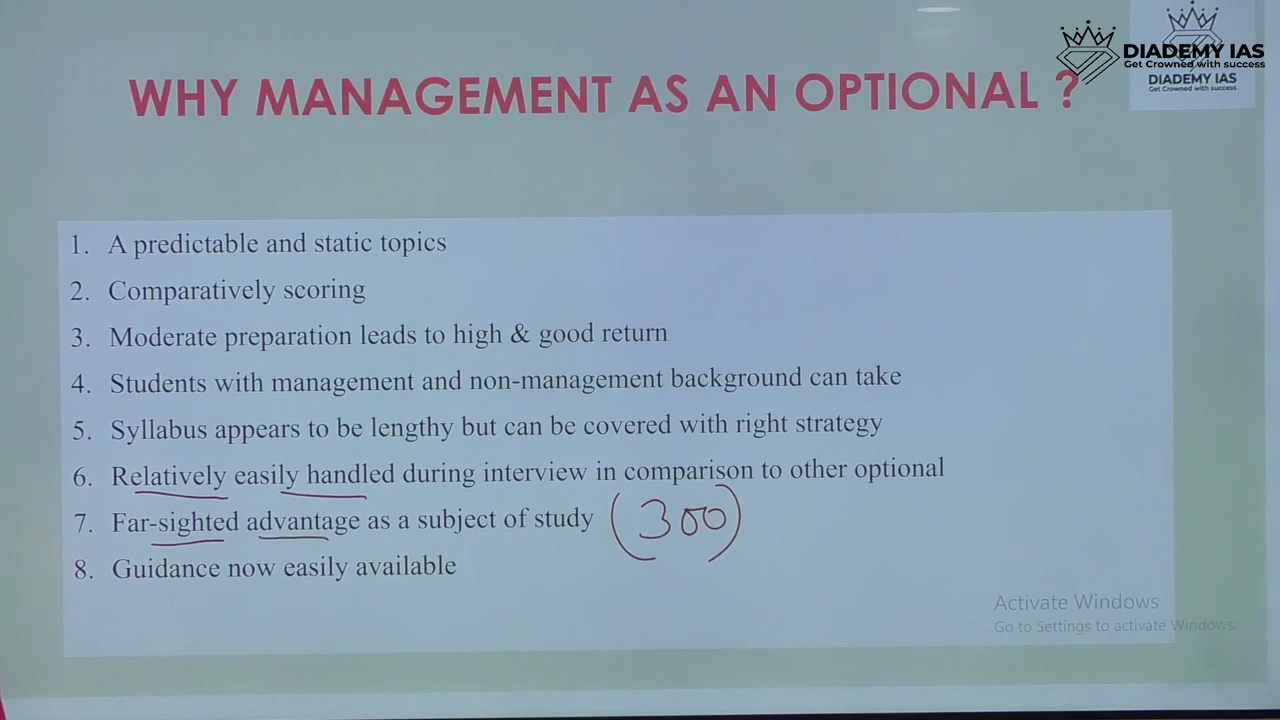 DIADEMY IAS
Get Crowned with success
DIADEMY IAS
Get Crowned with success
WHY MANAGEMENT AS AN OPTIONAL ?
1. A predictable and static topics
2. Comparatively scoring
3. Moderate preparation leads to high & good return
4. Students with management and non-management background can take
5. Syllabus appears to be lengthy but can be covered with right strategy
6. Relatively easily handled during interview in comparison to other optional
7. Far-sighted advantage as a subject of study (300)
8. Guidance now easily available
Activate Windows
Go to Settings to activate Windows.